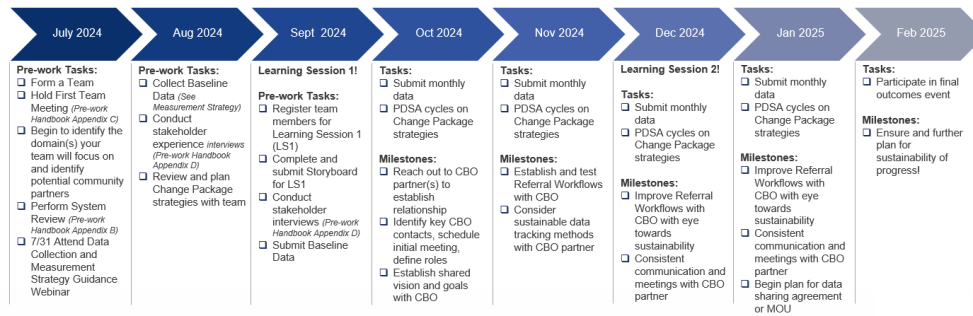 July 2024
Aug 2024
Sept 2024
Oct 2024
Nov 2024
Dec 2024
Jan 2025
Feb 2025
Pre-work Tasks:
❑ Form a Team
❑ Hold First Team
Meeting (Pre-work
Handbook Appendix C)
❑ Begin to identify the
domain(s) your
team will focus on
and identify
potential community
partners
❑ Perform System
Review (Pre-work
Handbook Appendix B)
❑ 7/31 Attend Data
Collection and
Measurement
Strategy Guidance
Webinar
Pre-work Tasks:
❑ Collect Baseline
Data (See
Measurement Strategy)
❑ Conduct
stakeholder
experience interviews
(Pre-work Handbook
Appendix D)
❑ Review and plan
Change Package
strategies with team
Learning Session 1!
Pre-work Tasks:
❑ Register team
members for
Learning Session 1
(LS1)
❑ Complete and
submit Storyboard
for LS1
❑ Conduct
stakeholder
interviews (Pre-work
Handbook Appendix D)
❑ Submit Baseline
Data
Tasks:
❑ Submit monthly
data
❑ PDSA cycles on
Change Package
strategies
Milestones:
❑ Reach out to CBO
partner(s) to
establish
relationship
❑ Identify key CBO
contacts, schedule
initial meeting,
define roles
❑ Establish shared
vision and goals
with CBO
Tasks:
❑ Submit monthly
data
❑ PDSA cycles on
Change Package
strategies
Milestones:
❑ Establish and test
Referral Workflows
with CBO
❑ Consider
sustainable data
tracking methods
with CBO partner
Learning Session 2!
Tasks:
❑ Submit monthly
data
❑ PDSA cycles on
Change Package
strategies
Milestones:
❑ Improve Referral
Workflows with
CBO with eye
towards
sustainability
❑ Consistent
communication and
meetings with CBO
partner
Tasks:
❑ Submit monthly
data
❑ PDSA cycles on
Change Package
strategies
Milestones:
❑ Improve Referral
Workflows with
CBO with eye
towards
sustainability
❑ Consistent
communication and
meetings with CBO
partner
❑ Begin plan for data
sharing agreement
or MOU
Tasks:
❑ Participate in final
outcomes event
Milestones:
❑ Ensure and further
plan for
sustainability of
progress!